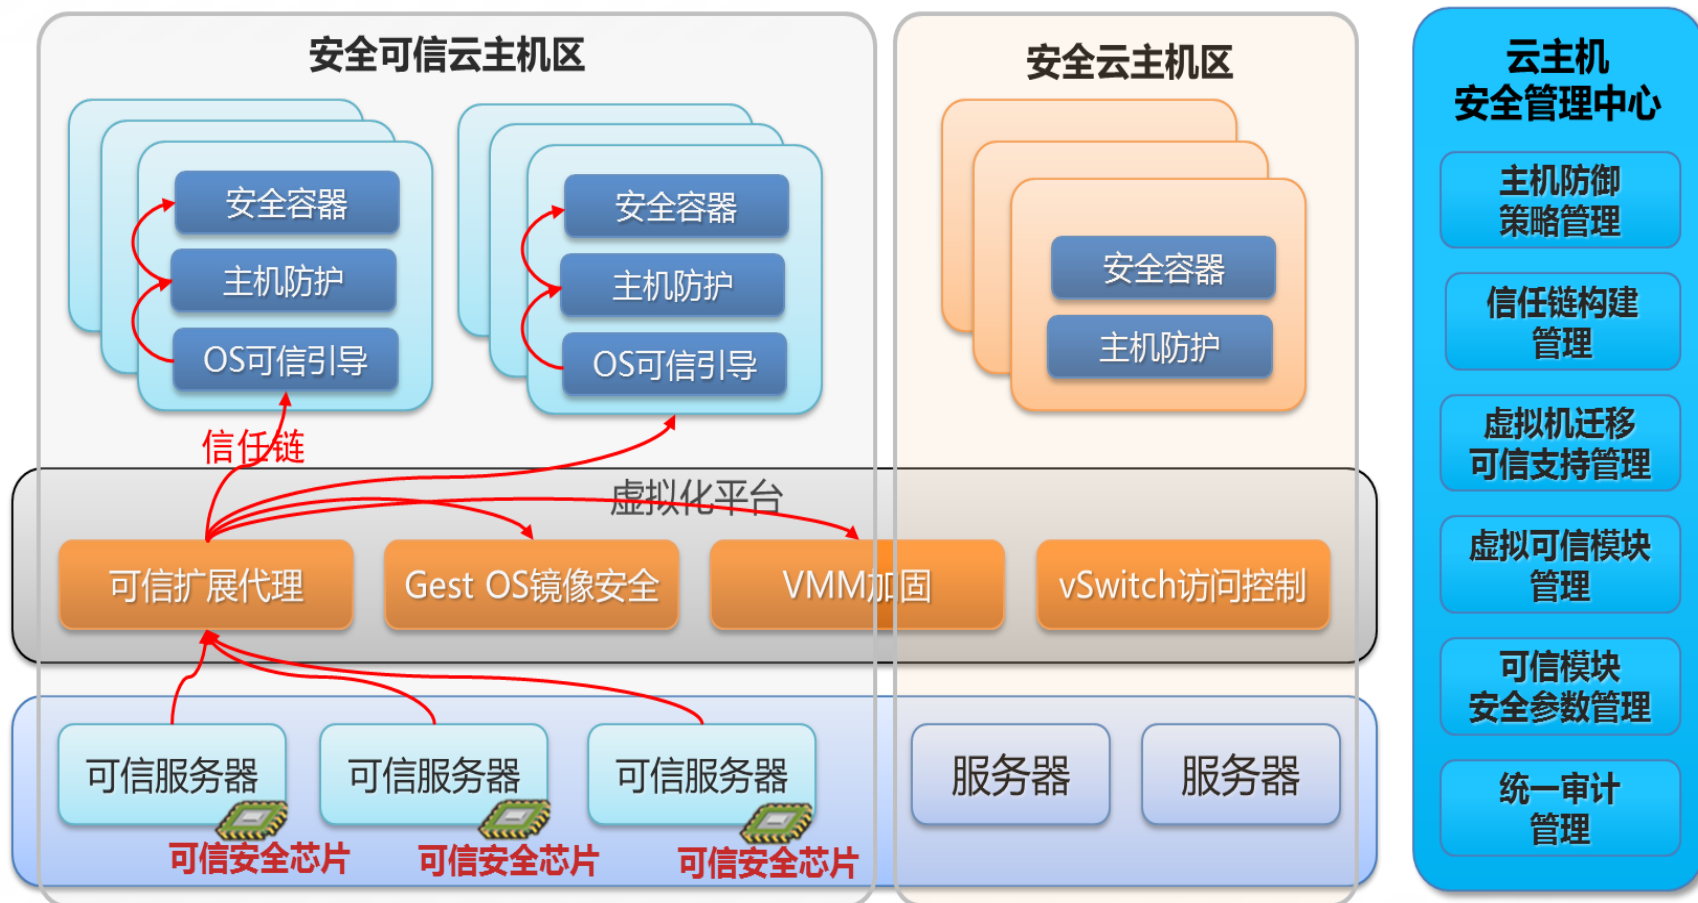 安全可信云主机区
安全容器
主机防护
OS可信引导
安全容器
主机防护
OS可信引导
信任链
安全云主机区
安全容器
主机防护
虚拟化平台
可信扩展代理
Gest OS镜像安全
VMM加固
vSwitch访问控制
可信服务器
可信服务器
可信服务器
服务器
服务器
可信安全芯片
可信安全芯片
可信安全芯片
云主机
安全管理中心
主机防御
策略管理
信任链构建
管理
虚拟机迁移
可信支持管理
虚拟可信模块
管理
可信模块
安全参数管理
统一审计
管理